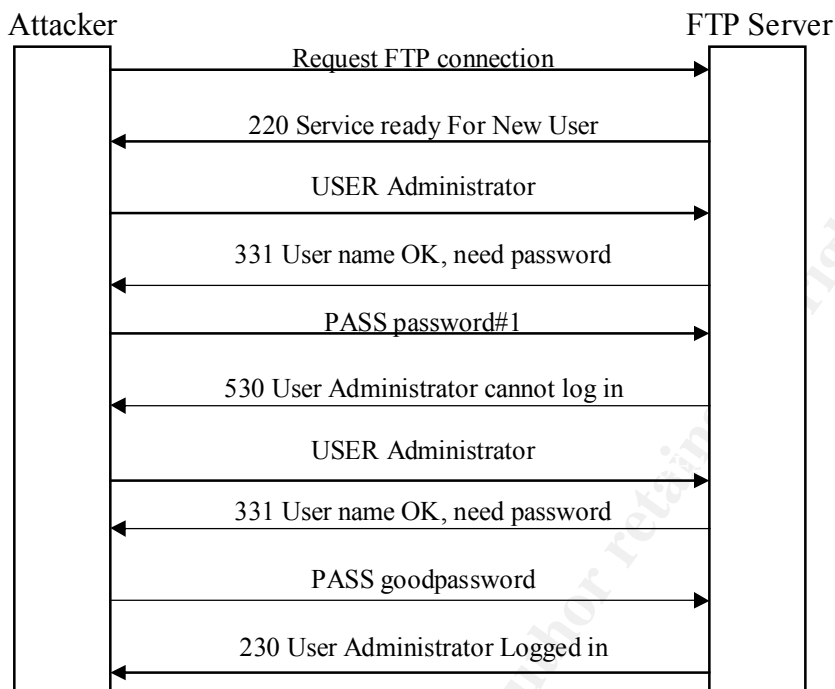 Attacker
FTP Server
Request FTP connection
220 Service ready For New User
USER Administrator
331 User name OK, need password
PASS password#1
530 User Administrator cannot log in
USER Administrator
331 User name OK, need password
PASS goodpassword
230 User Administrator Logged in
author retains